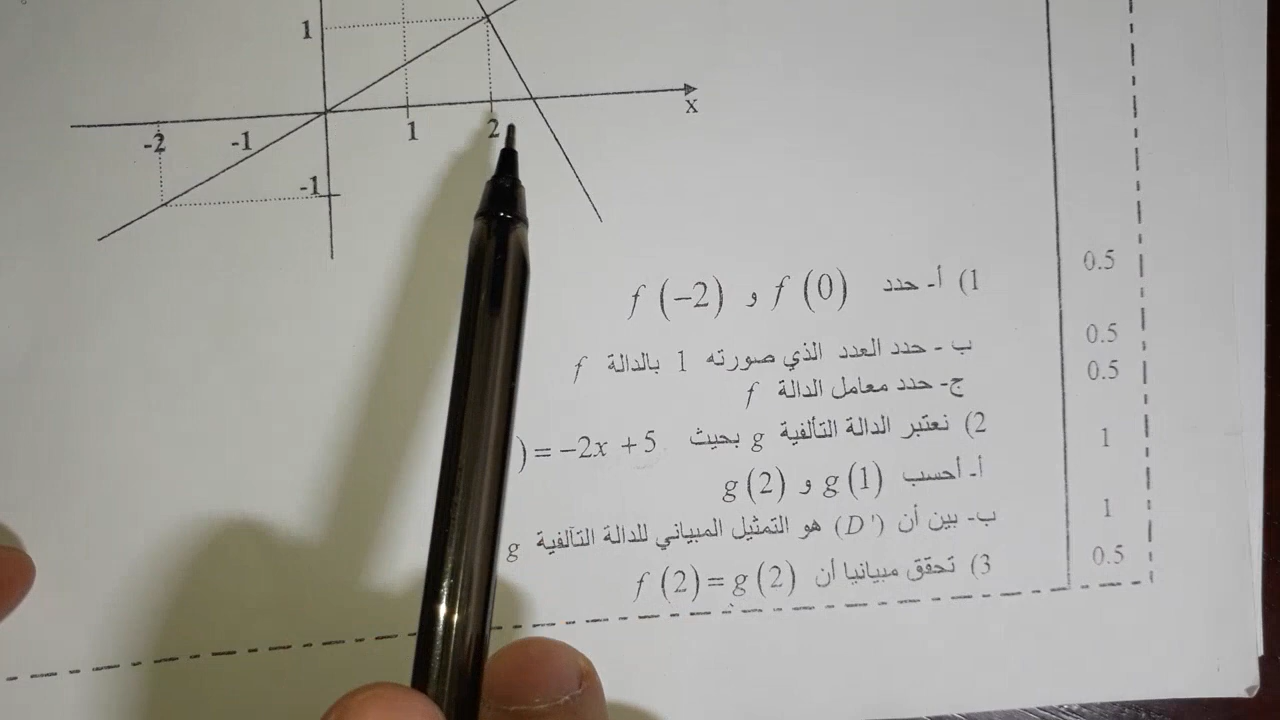 1
x
-2 -1 1 2
-1
1) أ- حدد f(0) و f(-2) 0.5
ب - حدد العدد الذي صورته 1 بالدالة f 0.5
ج- حدد معامل الدالة f 0.5
2) نعتبر الدالة التآلفية g بحيث ) = -2x + 5
أ- أحسب g(1) و g(2) 1
ب- بين أن (D') هو التمثيل المبياني للدالة التآلفية g 1
3) تحقق مبيانيا أن f(2) = g(2) 0.5